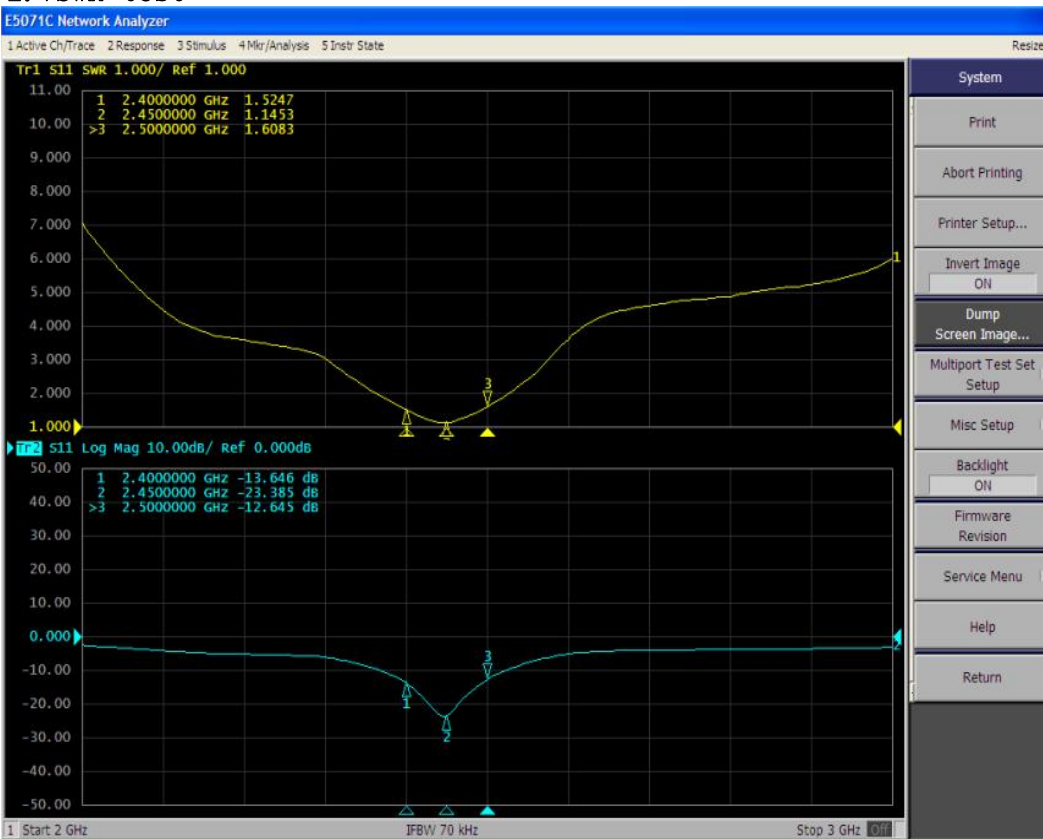 E5071C Network Analyzer
1 Active Ch/Trace 2 Response 3 Stimulus 4 Mkr/Analysis 5 Instr State
Resize
Tr1 S11 SWR 1.000/ Ref 1.000
11.00
1 2.4000000 GHz 1.5247
2 2.4500000 GHz 1.1453
>3 2.5000000 GHz 1.6083
10.00
9.000
8.000
7.000
6.000
5.000
4.000
3.000
2.000
1.000
1
3
1
2
Tr2 S11 Log Mag 10.00dB/ Ref 0.000dB
50.00
1 2.4000000 GHz -13.646 dB
2 2.4500000 GHz -23.385 dB
>3 2.5000000 GHz -12.645 dB
40.00
30.00
20.00
10.00
0.000
-10.00
-20.00
-30.00
-40.00
-50.00
2
3
1
2
1 Start 2 GHz
IFBW 70 kHz
Stop 3 GHz Off
System
Print
Abort Printing
Printer Setup...
Invert Image
ON
Dump
Screen Image...
Multiport Test Set
Setup
Misc Setup
Backlight
ON
Firmware
Revision
Service Menu
Help
Return